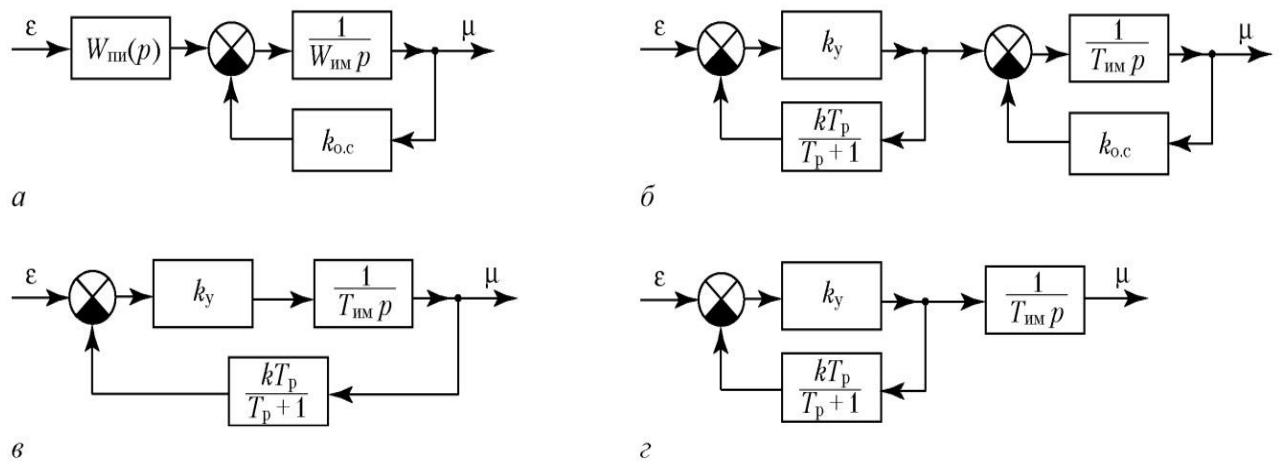 ε W_пи(p) 1/(W_им p) μ
k_о.с
а
ε k_у 1/(T_им p) μ
kT_р/(T_р + 1) k_о.с
б
ε k_у 1/(T_им p) μ
kT_р/(T_р + 1)
в
ε k_у 1/(T_им p) μ
kT_р/(T_р + 1)
г